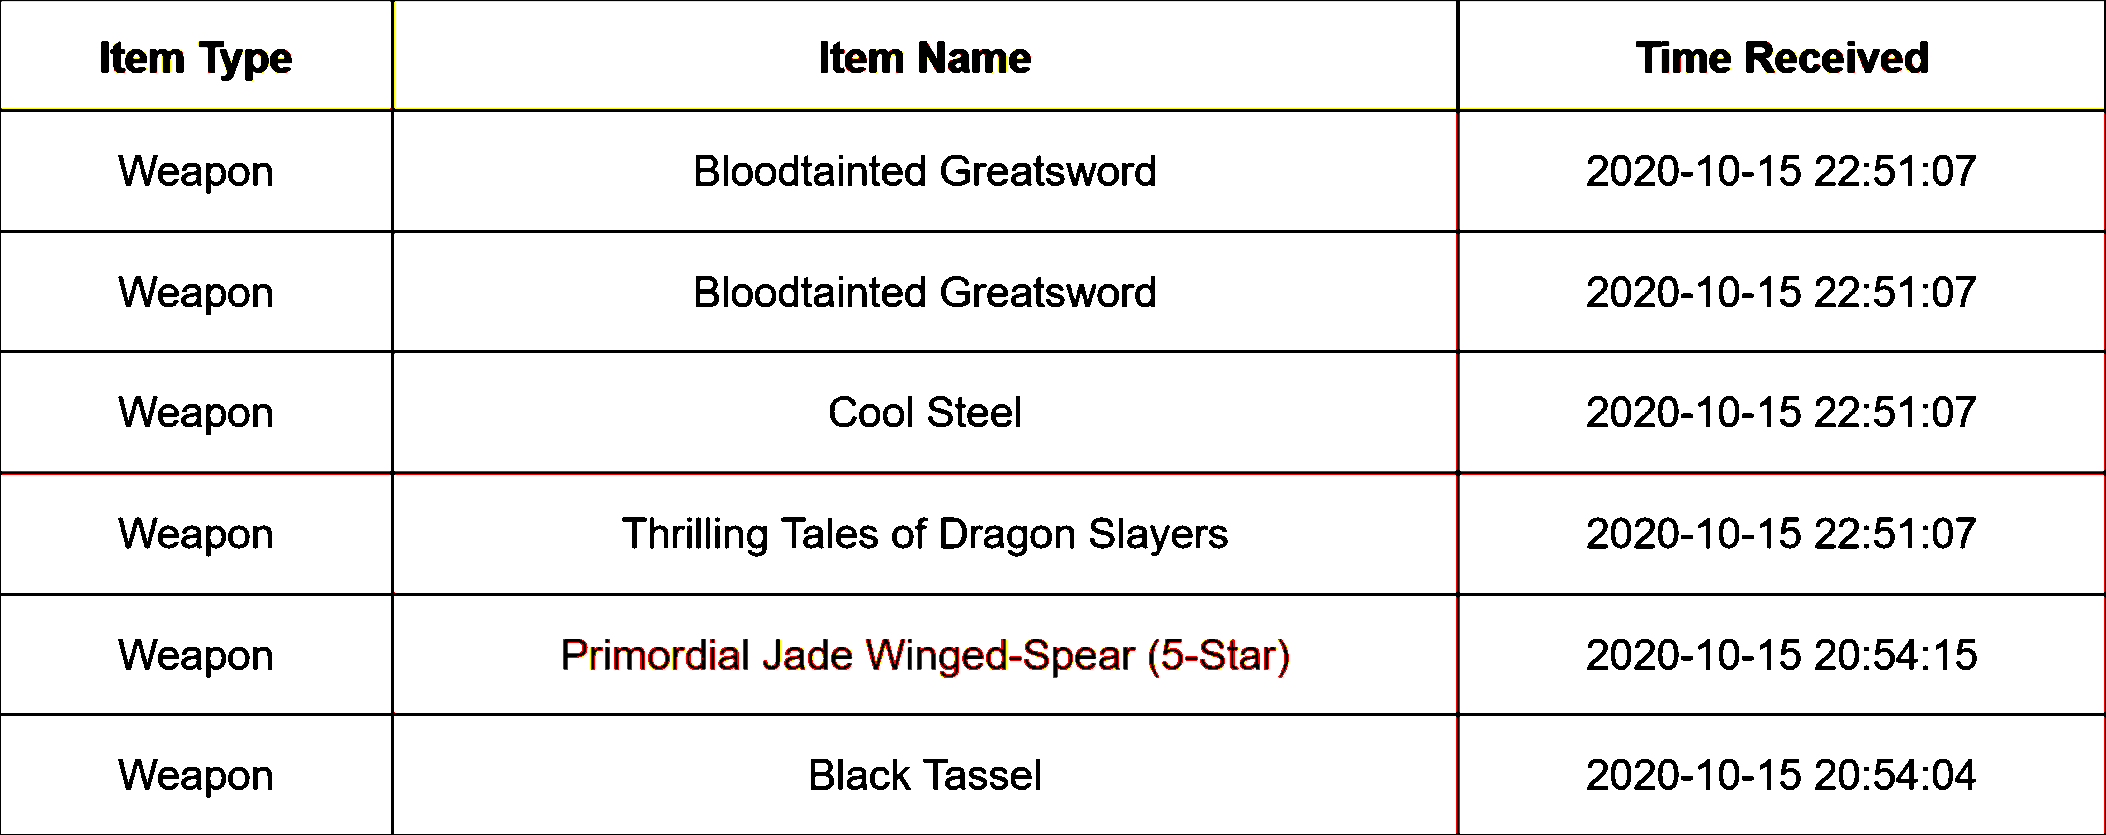 Item Type Item Name Time Received
Weapon Bloodtainted Greatsword 2020-10-15 22:51:07
Weapon Bloodtainted Greatsword 2020-10-15 22:51:07
Weapon Cool Steel 2020-10-15 22:51:07
Weapon Thrilling Tales of Dragon Slayers 2020-10-15 22:51:07
Weapon Primordial Jade Winged-Spear (5-Star) 2020-10-15 20:54:15
Weapon Black Tassel 2020-10-15 20:54:04